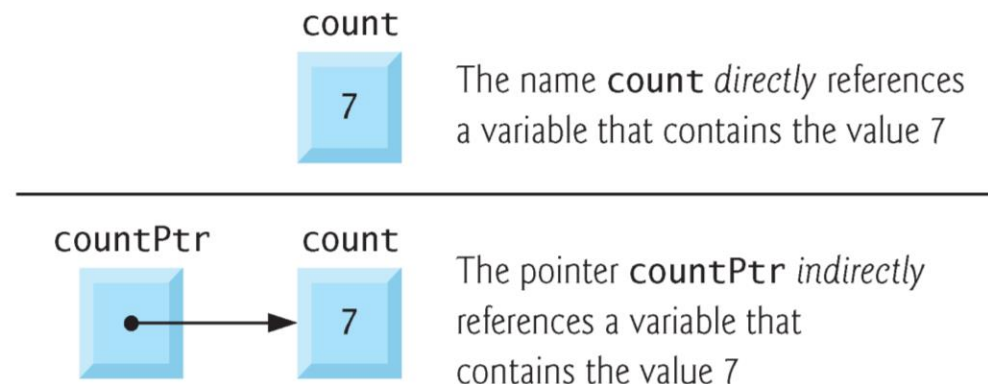 count
7
The name count directly references
a variable that contains the value 7
countPtr
count
7
The pointer countPtr indirectly
references a variable that
contains the value 7